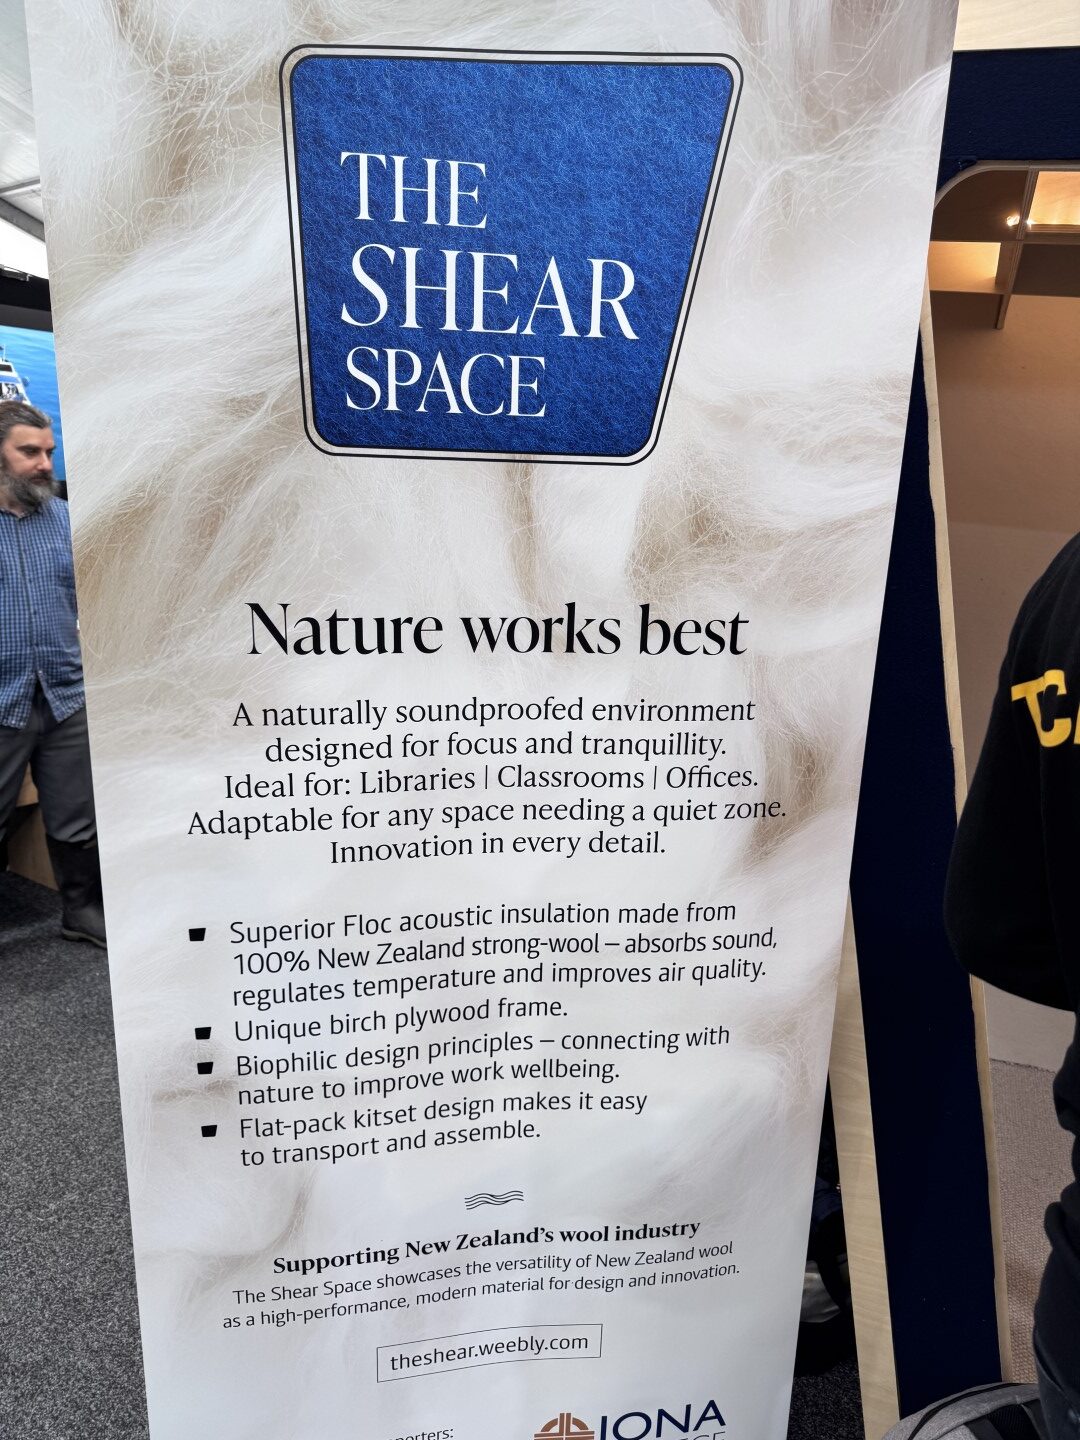 THE
SHEAR
SPACE
Nature works best
A naturally soundproofed environment
designed for focus and tranquillity.
Ideal for: Libraries | Classrooms | Offices.
Adaptable for any space needing a quiet zone.
Innovation in every detail.
Superior Floc acoustic insulation made from
100% New Zealand strong-wool – absorbs sound,
regulates temperature and improves air quality.
Unique birch plywood frame.
Biophilic design principles – connecting with
nature to improve work wellbeing.
Flat-pack kitset design makes it easy
to transport and assemble.
Supporting New Zealand's wool industry
The Shear Space showcases the versatility of New Zealand wool
as a high-performance, modern material for design and innovation.
theshear.weebly.com
IONA